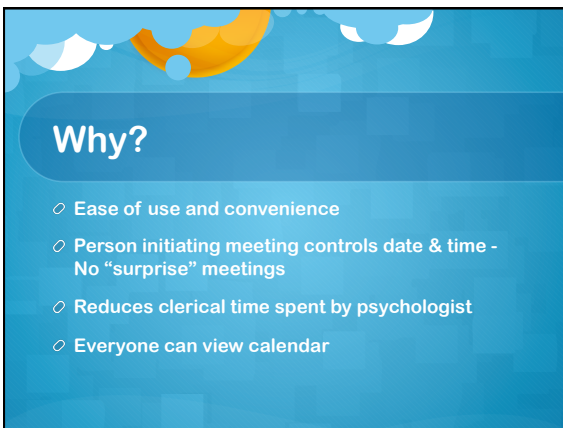 Why?
Ease of use and convenience
Person initiating meeting controls date & time -
No “surprise” meetings
Reduces clerical time spent by psychologist
Everyone can view calendar